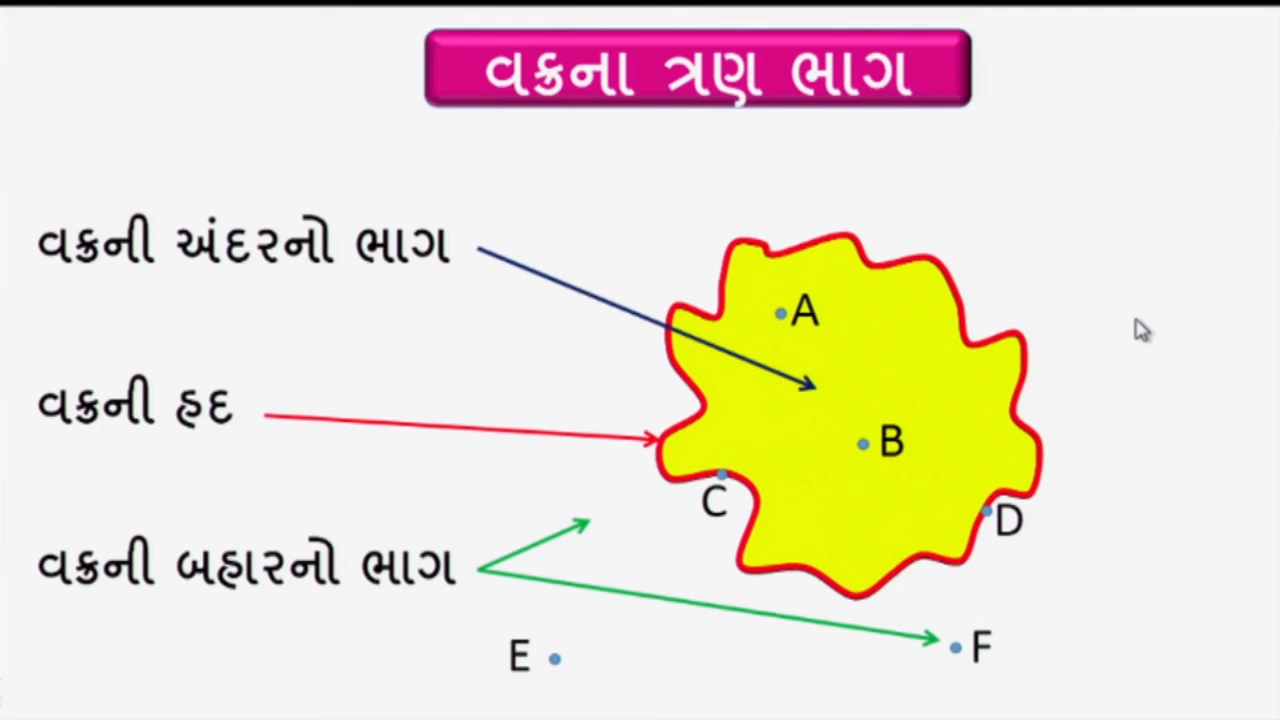 વક્રના ત્રણ ભાગ
વક્રની અંદરનો ભાગ
A
વક્રની હદ
B
C
D
વક્રની બહારનો ભાગ
E
F